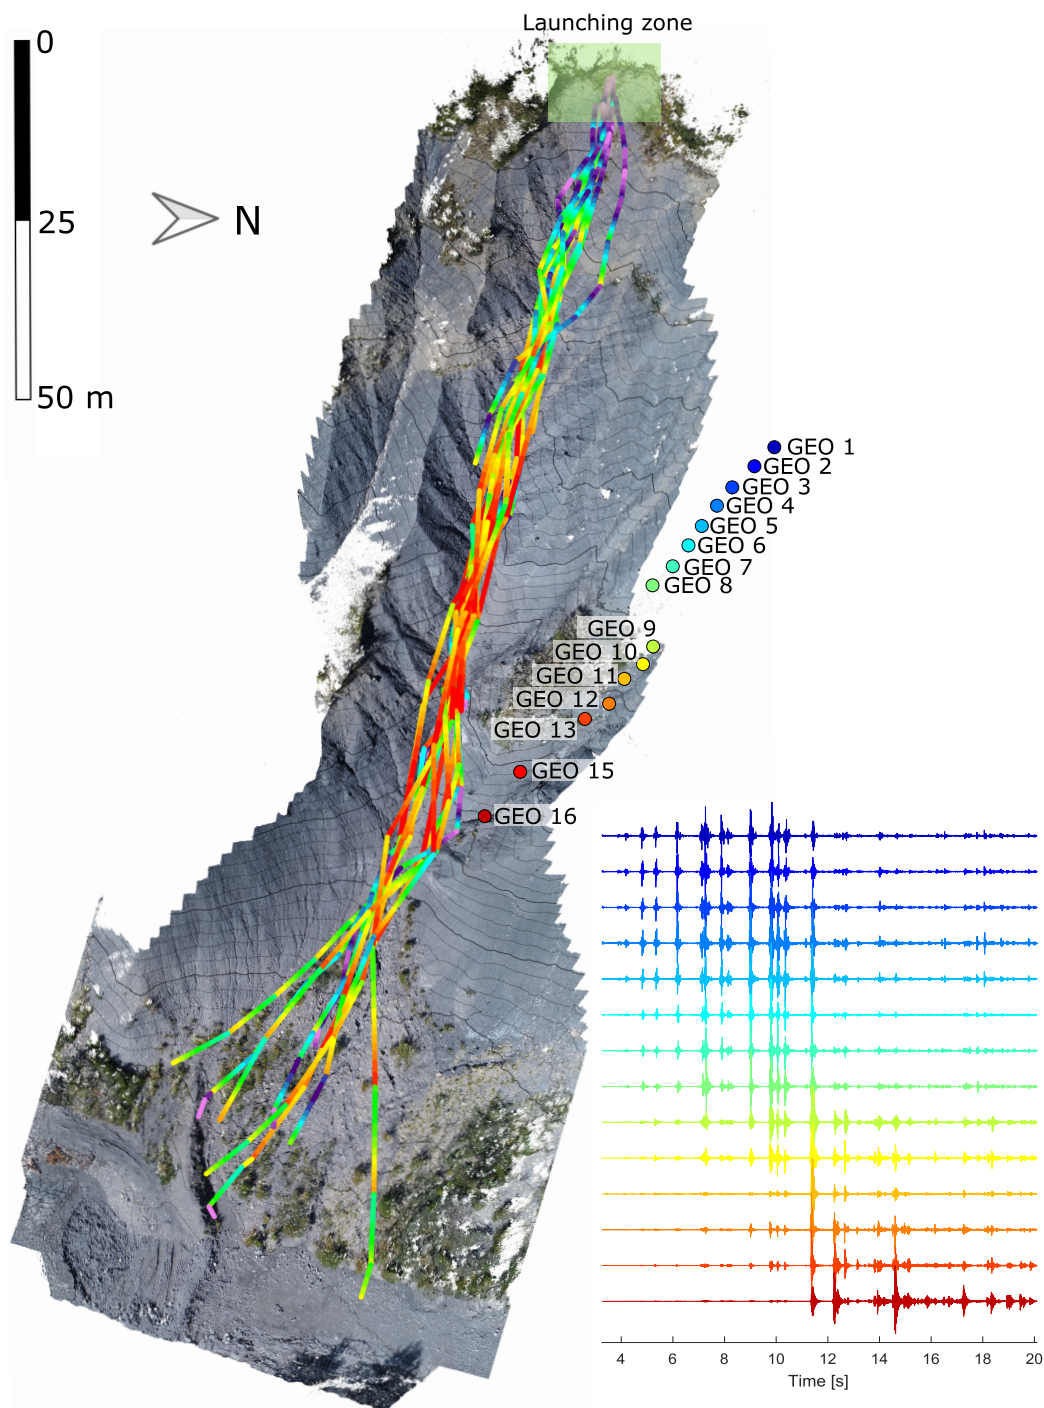 Launching zone
0
25
50 m
N
GEO 1
GEO 2
GEO 3
GEO 4
GEO 5
GEO 6
GEO 7
GEO 8
GEO 9
GEO 10
GEO 11
GEO 12
GEO 13
GEO 15
GEO 16
4 6 8 10 12 14 16 18 20
Time [s]